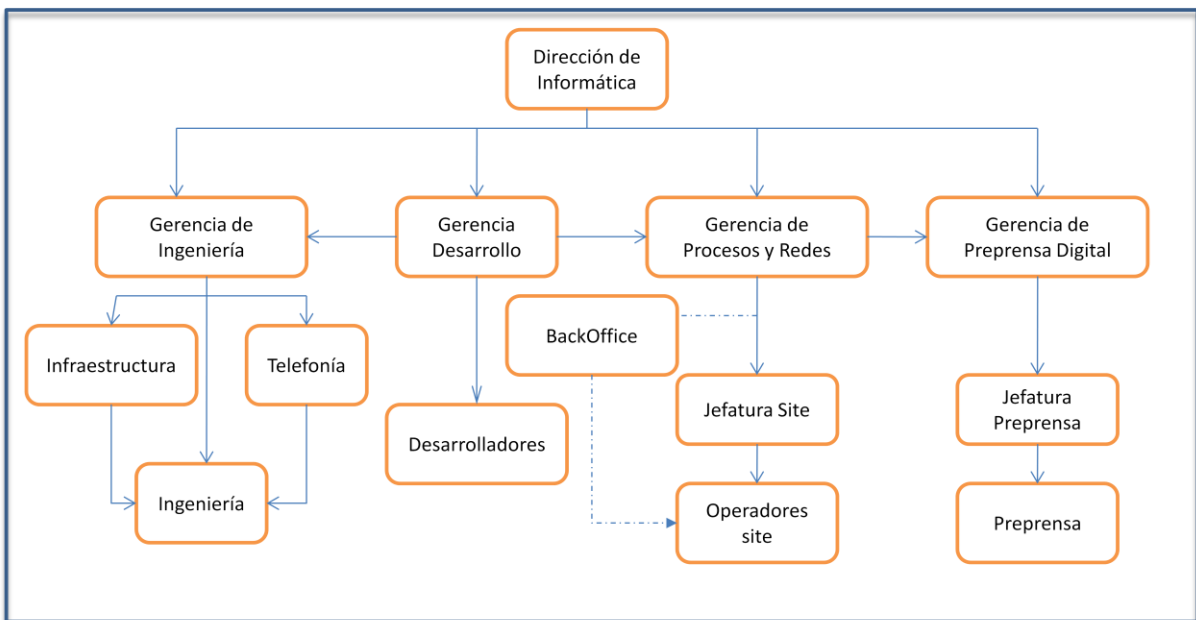 Dirección de
Informática
Gerencia de
Ingeniería
Gerencia
Desarrollo
Gerencia de
Procesos y Redes
Gerencia de
Preprensa Digital
Infraestructura
Telefonía
BackOffice
Jefatura Site
Jefatura
Preprensa
Desarrolladores
Ingeniería
Operadores
site
Preprensa